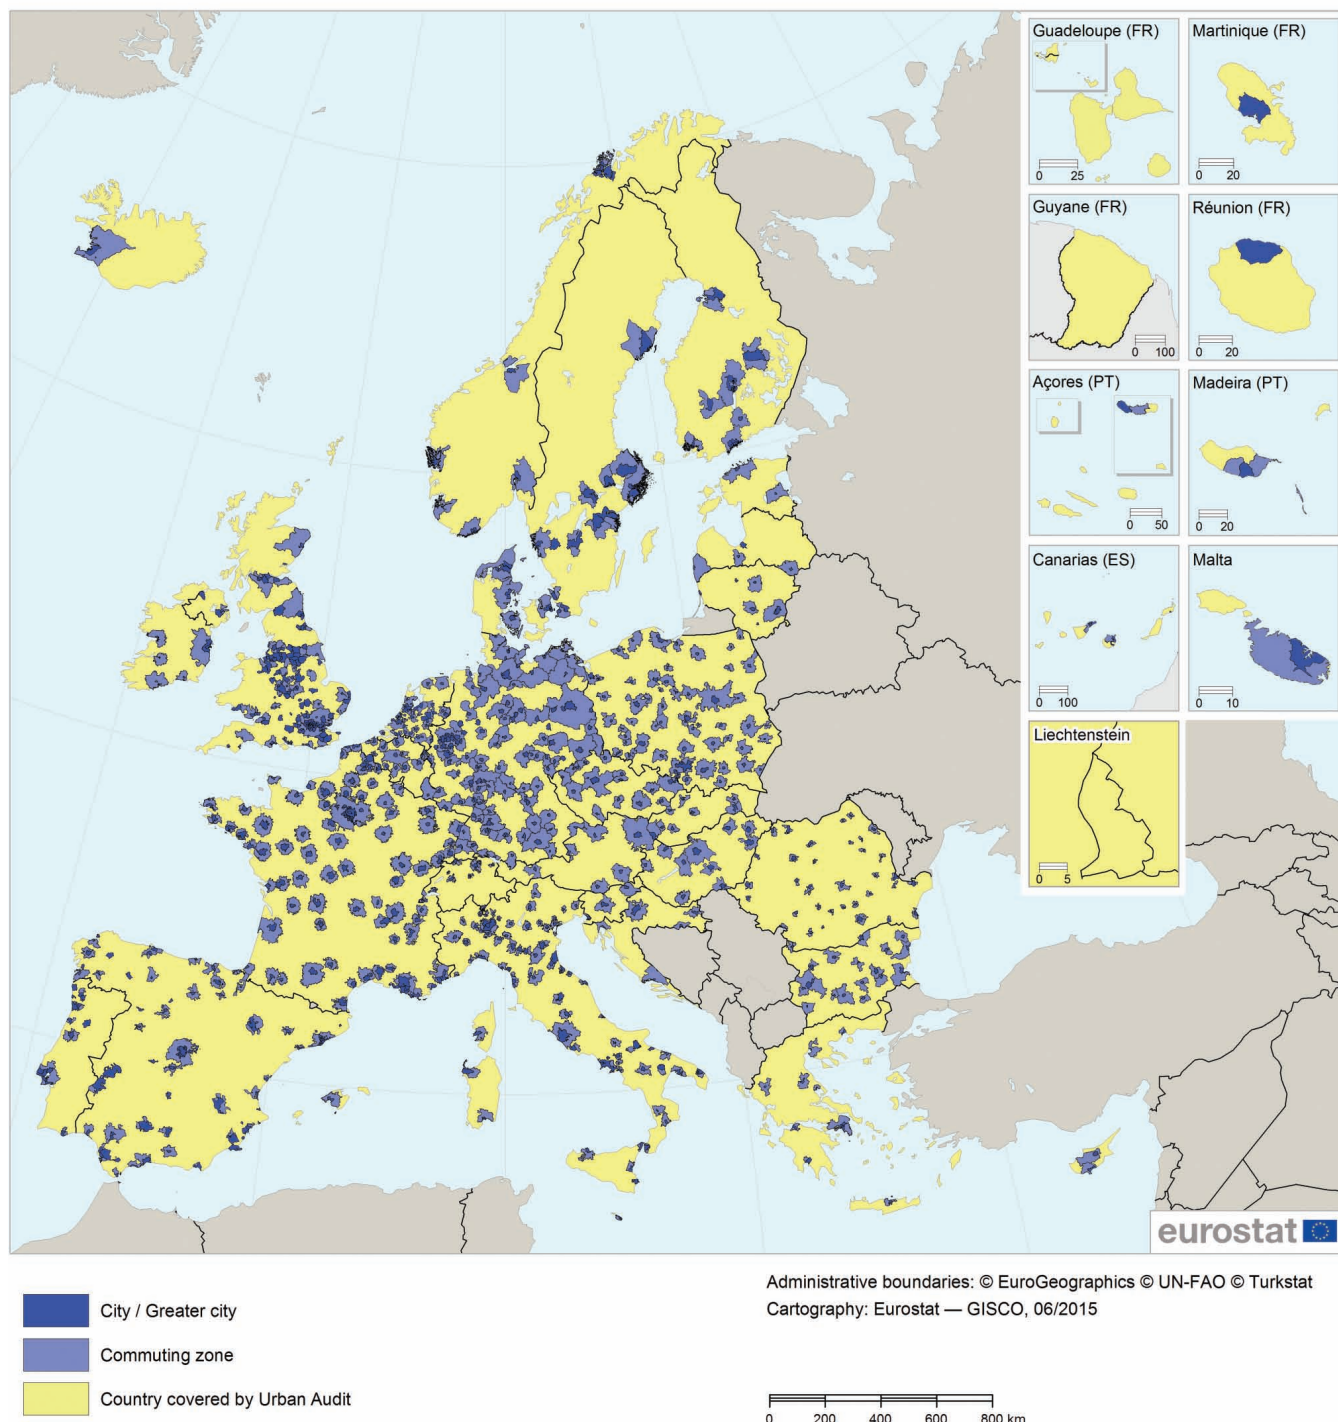 Guadeloupe (FR)
0 25
Martinique (FR)
0 20
Guyane (FR)
0 100
Réunion (FR)
0 20
Açores (PT)
0 50
Madeira (PT)
0 20
Canarias (ES)
0 100
Malta
0 10
Liechtenstein
0 5
eurostat
Administrative boundaries: © EuroGeographics © UN-FAO © Turkstat
Cartography: Eurostat — GISCO, 06/2015
City / Greater city
Commuting zone
Country covered by Urban Audit
0 200 400 600 800 km